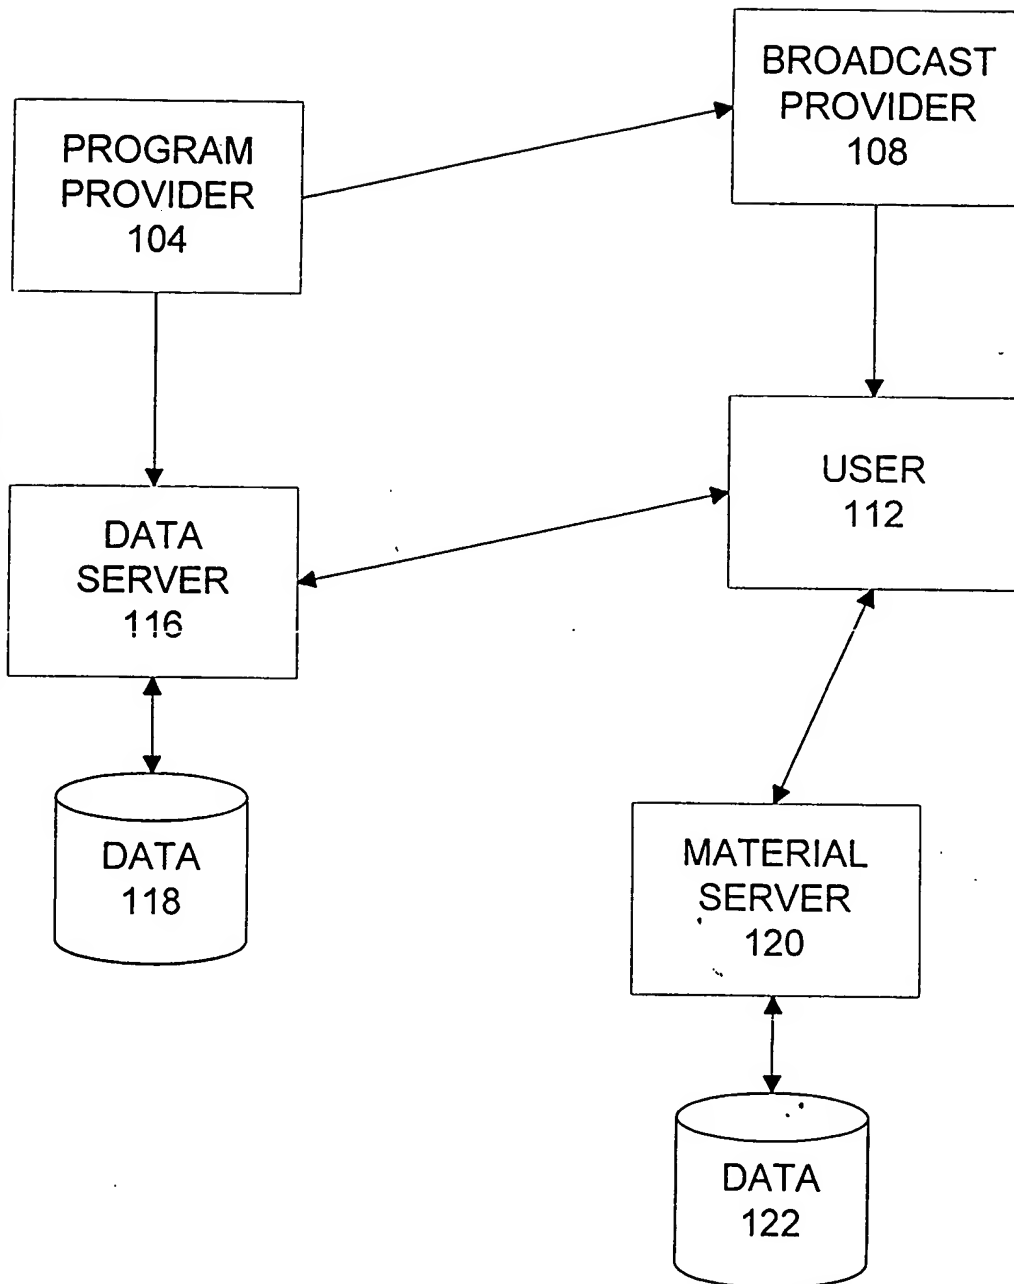 BROADCAST
PROVIDER
108
PROGRAM
PROVIDER
104
USER
112
DATA
SERVER
116
DATA
118
MATERIAL
SERVER
120
DATA
122